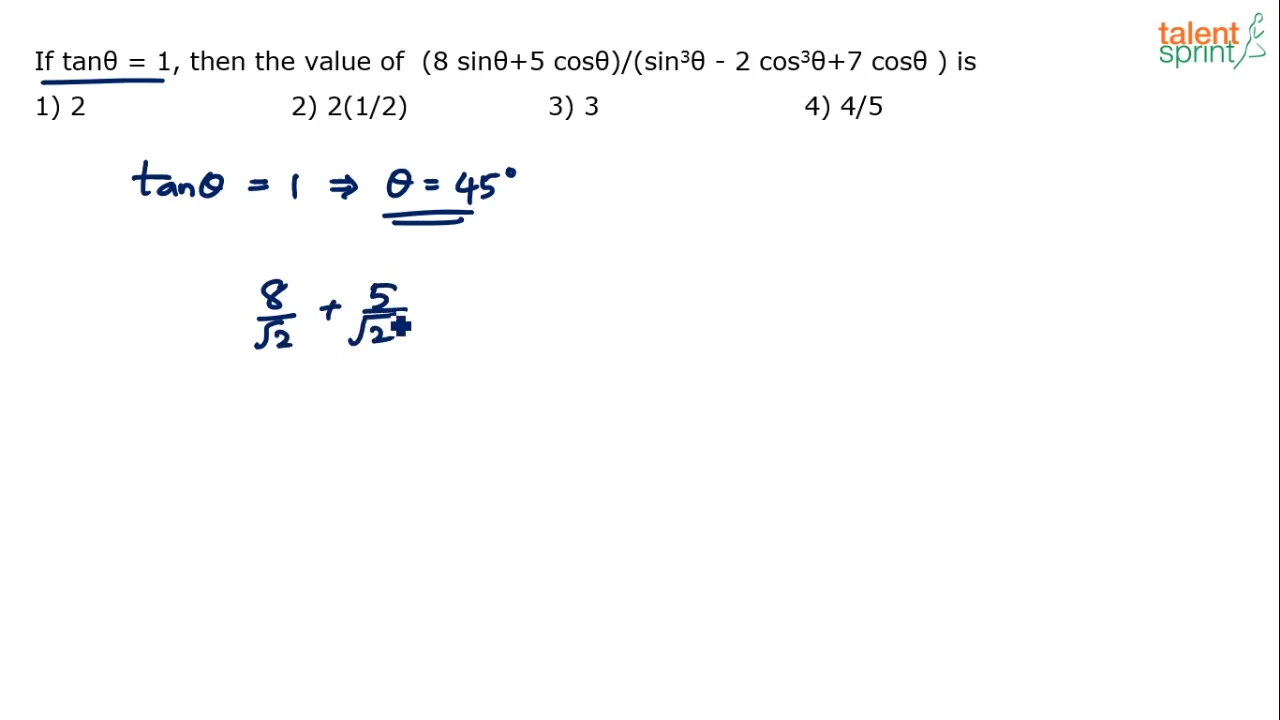 talent
sprint
If tanθ = 1, then the value of (8 sinθ+5 cosθ)/(sin³θ - 2 cos³θ+7 cosθ ) is
1) 2 2) 2(1/2) 3) 3 4) 4/5
tanθ = 1 ⇒ θ = 45°
8/√2 + 5/√2